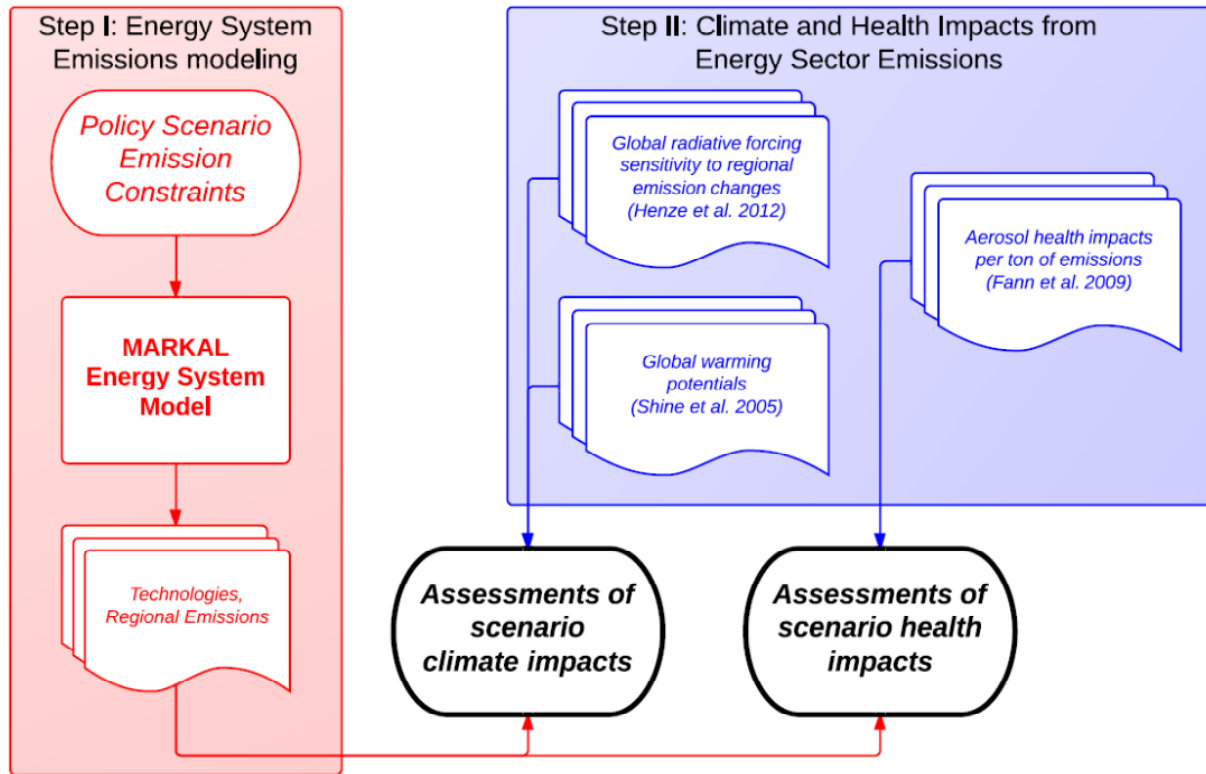 Step I: Energy System
Emissions modeling
Policy Scenario
Emission
Constraints
MARKAL
Energy System
Model
Technologies,
Regional Emissions
Step II: Climate and Health Impacts from
Energy Sector Emissions
Global radiative forcing
sensitivity to regional
emission changes
(Henze et al. 2012)
Global warming
potentials
(Shine et al. 2005)
Aerosol health impacts
per ton of emissions
(Fann et al. 2009)
Assessments of
scenario
climate impacts
Assessments of
scenario health
impacts